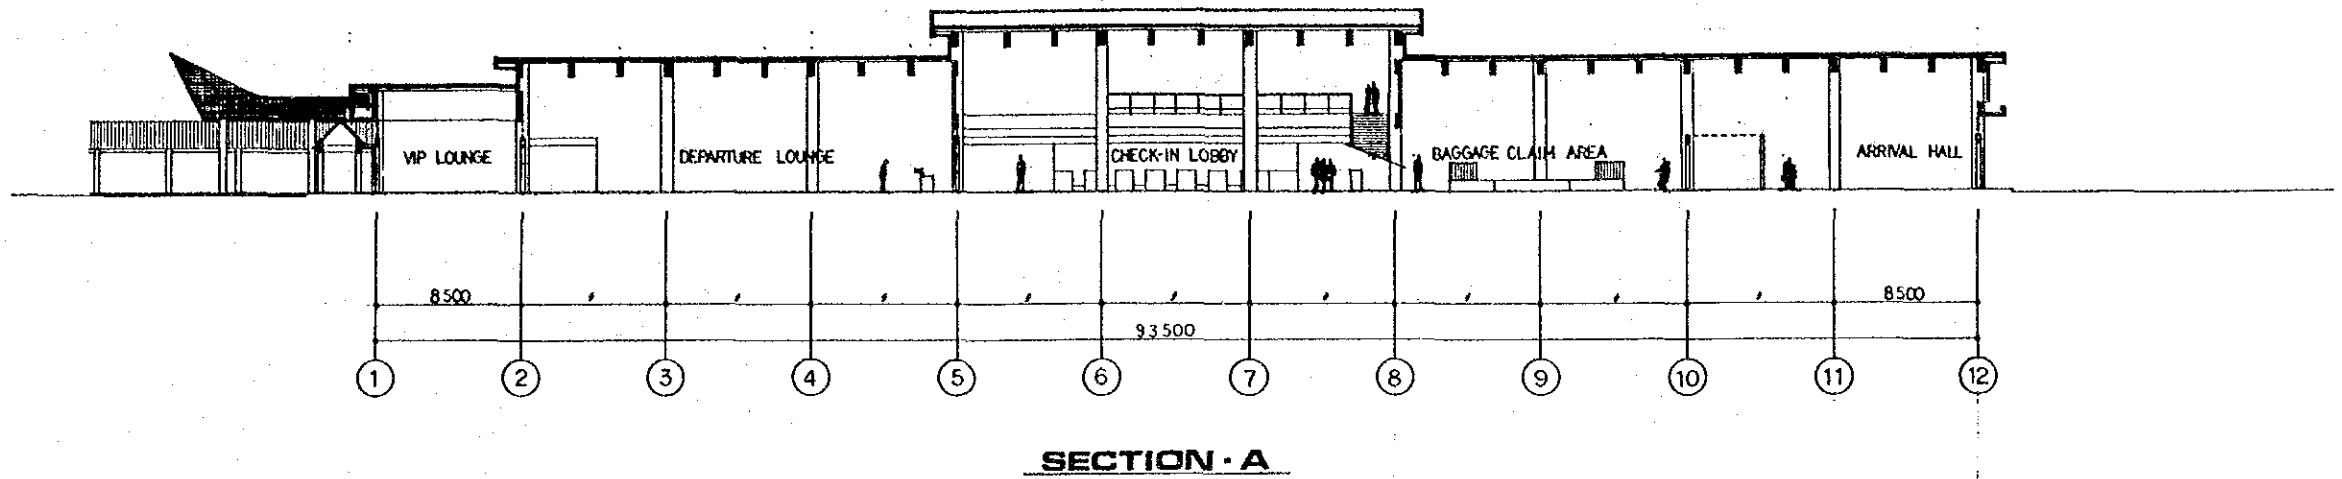 VIP LOUNGE
DEPARTURE LOUNGE
CHECK-IN LOBBY
BAGGAGE CLAIM AREA
ARRIVAL HALL
8500 〃 〃 〃 〃 〃 〃 〃 〃 〃 8500
93500
1 2 3 4 5 6 7 8 9 10 11 12
SECTION · A